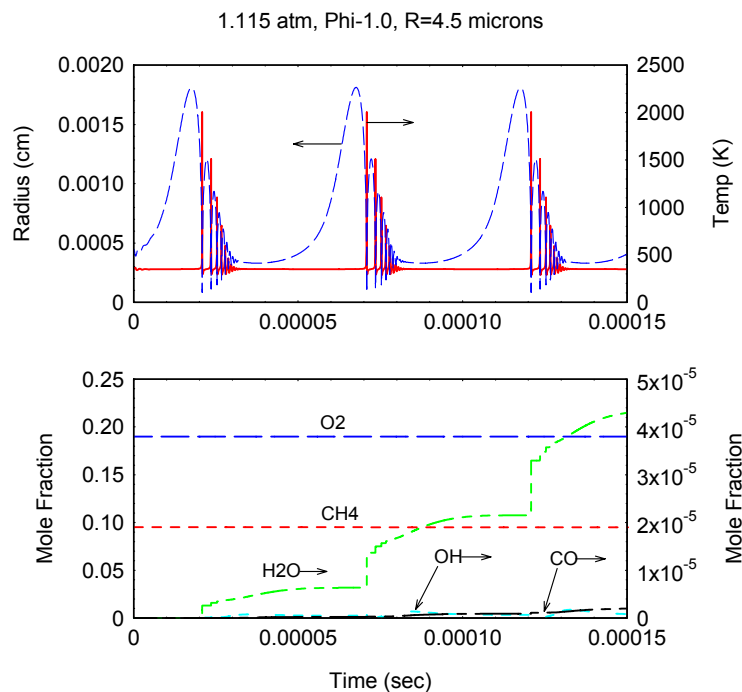 1.115 atm, Phi-1.0, R=4.5 microns
Radius (cm)
0.0020
0.0015
0.0010
0.0005
0
2500
2000
1500
1000
500
0
Temp (K)
0
0.00005
0.00010
0.00015
Mole Fraction
0.25
0.20
0.15
0.10
0.05
0
O2
CH4
H2O
OH
CO
5x10-5
4x10-5
3x10-5
2x10-5
1x10-5
0
Mole Fraction
0
0.00005
0.00010
0.00015
Time (sec)